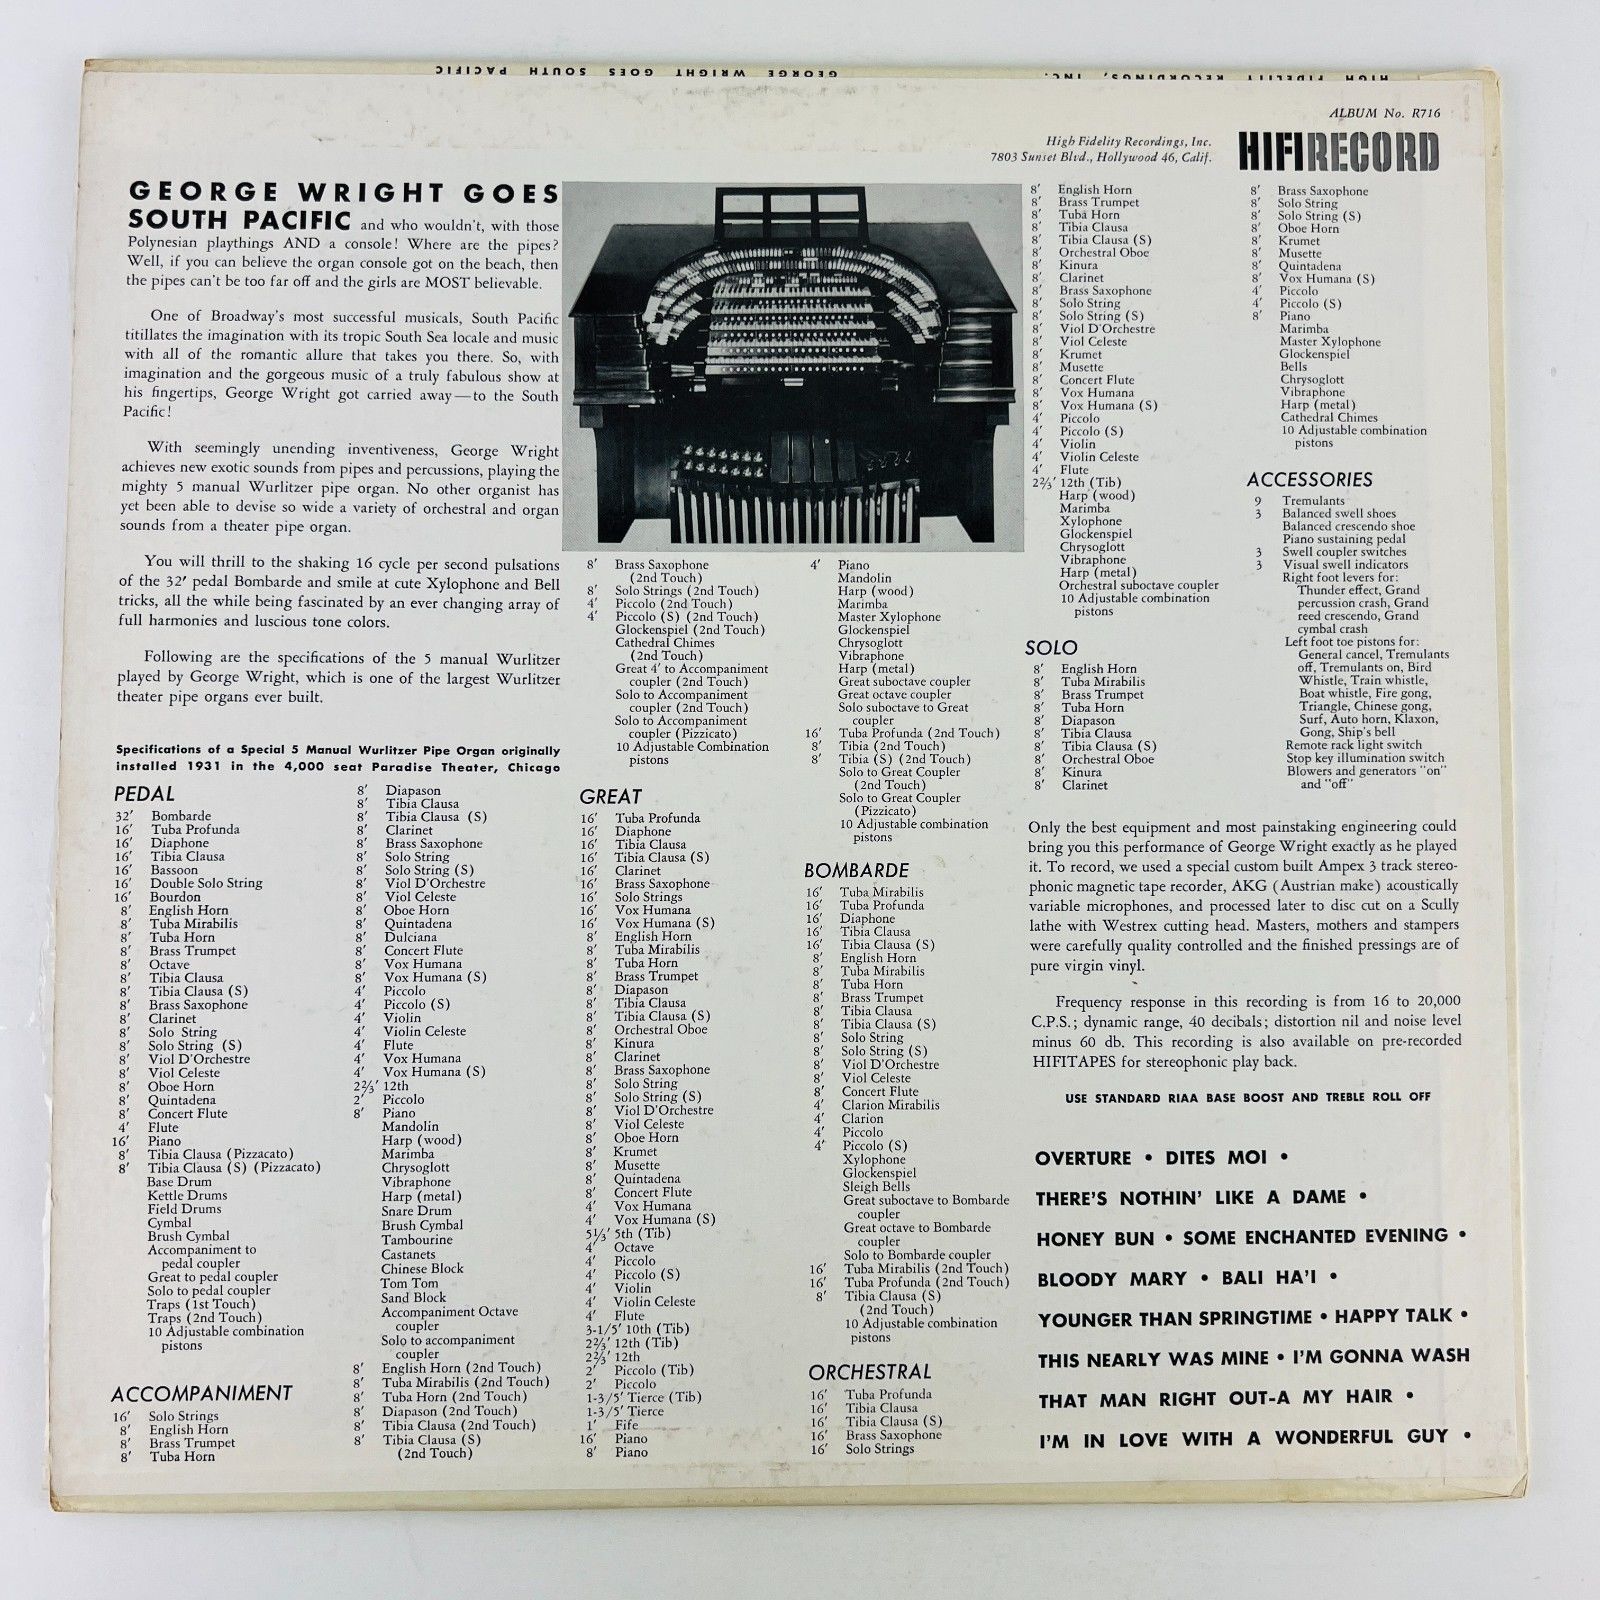 GEORGE WRIGHT GOES SOUTH PACIFIC
HIGH FIDELITY RECORDINGS, INC.
ALBUM No. R716
High Fidelity Recordings, Inc.
7803 Sunset Blvd., Hollywood 46, Calif.
HIFIRECORD
GEORGE WRIGHT GOES
SOUTH PACIFIC and who wouldn't, with those
Polynesian playthings AND a console! Where are the pipes?
Well, if you can believe the organ console got on the beach, then
the pipes can't be too far off and the girls are MOST believable.
One of Broadway's most successful musicals, South Pacific
titillates the imagination with its tropic South Sea locale and music
with all of the romantic allure that takes you there. So, with
imagination and the gorgeous music of a truly fabulous show at
his fingertips, George Wright got carried away—to the South
Pacific!
With seemingly unending inventiveness, George Wright
achieves new exotic sounds from pipes and percussions, playing the
mighty 5 manual Wurlitzer pipe organ. No other organist has
yet been able to devise so wide a variety of orchestral and organ
sounds from a theater pipe organ.
You will thrill to the shaking 16 cycle per second pulsations
of the 32' pedal Bombarde and smile at cute Xylophone and Bell
tricks, all the while being fascinated by an ever changing array of
full harmonies and luscious tone colors.
Following are the specifications of the 5 manual Wurlitzer
played by George Wright, which is one of the largest Wurlitzer
theater pipe organs ever built.
Specifications of a Special 5 Manual Wurlitzer Pipe Organ originally
installed 1931 in the 4,000 seat Paradise Theater, Chicago
PEDAL
32' Bombarde
16' Tuba Profunda
16' Diaphone
16' Tibia Clausa
16' Bassoon
16' Double Solo String
16' Bourdon
8' English Horn
8' Tuba Mirabilis
8' Tuba Horn
8' Brass Trumpet
8' Octave
8' Tibia Clausa
8' Tibia Clausa (S)
8' Brass Saxophone
8' Clarinet
8' Solo String
8' Solo String (S)
8' Viol D'Orchestre
8' Viol Celeste
8' Oboe Horn
8' Quintadena
8' Concert Flute
4' Flute
16' Piano
8' Tibia Clausa (Pizzacato)
8' Tibia Clausa (S) (Pizzacato)
Base Drum
Kettle Drums
Field Drums
Cymbal
Brush Cymbal
Accompaniment to
pedal coupler
Great to pedal coupler
Solo to pedal coupler
Traps (1st Touch)
Traps (2nd Touch)
10 Adjustable combination
pistons
ACCOMPANIMENT
16' Solo Strings
8' English Horn
8' Brass Trumpet
8' Tuba Horn
8' Diapason
8' Tibia Clausa
8' Tibia Clausa (S)
8' Clarinet
8' Brass Saxophone
8' Solo String
8' Solo String (S)
8' Viol D'Orchestre
8' Viol Celeste
8' Oboe Horn
8' Quintadena
8' Dulciana
8' Concert Flute
8' Vox Humana
8' Vox Humana (S)
4' Piccolo
4' Piccolo (S)
4' Violin
4' Violin Celeste
4' Flute
4' Vox Humana
4' Vox Humana (S)
2⅔' 12th
2' Piccolo
8' Piano
Mandolin
Harp (wood)
Marimba
Chrysoglott
Vibraphone
Harp (metal)
Snare Drum
Brush Cymbal
Tambourine
Castanets
Chinese Block
Tom Tom
Sand Block
Accompaniment Octave
coupler
Solo to accompaniment
coupler
8' English Horn (2nd Touch)
8' Tuba Mirabilis (2nd Touch)
8' Tuba Horn (2nd Touch)
8' Diapason (2nd Touch)
8' Tibia Clausa (2nd Touch)
8' Tibia Clausa (S)
(2nd Touch)
8' Brass Saxophone
(2nd Touch)
8' Solo Strings (2nd Touch)
4' Piccolo (2nd Touch)
4' Piccolo (S) (2nd Touch)
Glockenspiel (2nd Touch)
Cathedral Chimes
(2nd Touch)
Great 4' to Accompaniment
coupler (2nd Touch)
Solo to Accompaniment
coupler (2nd Touch)
Solo to Accompaniment
coupler (Pizzicato)
10 Adjustable Combination
pistons
GREAT
16' Tuba Profunda
16' Diaphone
16' Tibia Clausa
16' Tibia Clausa (S)
16' Clarinet
16' Brass Saxophone
16' Solo Strings
16' Vox Humana
16' Vox Humana (S)
8' English Horn
8' Tuba Mirabilis
8' Tuba Horn
8' Brass Trumpet
8' Diapason
8' Tibia Clausa
8' Tibia Clausa (S)
8' Orchestral Oboe
8' Kinura
8' Clarinet
8' Brass Saxophone
8' Solo String
8' Solo String (S)
8' Viol D'Orchestre
8' Viol Celeste
8' Oboe Horn
8' Krumet
8' Musette
8' Quintadena
8' Concert Flute
4' Vox Humana
4' Vox Humana (S)
5⅓' 5th (Tib)
4' Octave
4' Piccolo
4' Piccolo (S)
4' Violin
4' Violin Celeste
4' Flute
3-1/5' 10th (Tib)
2⅔' 12th (Tib)
2⅔' 12th
2' Piccolo (Tib)
2' Piccolo
1-3/5' Tierce (Tib)
1-3/5' Tierce
1' Fife
16' Piano
8' Piano
4' Piano
Mandolin
Harp (wood)
Marimba
Master Xylophone
Glockenspiel
Chrysoglott
Vibraphone
Harp (metal)
Great suboctave coupler
Great octave coupler
Solo suboctave to Great
coupler
16' Tuba Profunda (2nd Touch)
8' Tibia (2nd Touch)
8' Tibia (S) (2nd Touch)
Solo to Great Coupler
(2nd Touch)
Solo to Great Coupler
(Pizzicato)
10 Adjustable combination
pistons
BOMBARDE
16' Tuba Mirabilis
16' Tuba Profunda
16' Diaphone
16' Tibia Clausa
16' Tibia Clausa (S)
8' English Horn
8' Tuba Mirabilis
8' Tuba Horn
8' Brass Trumpet
8' Tibia Clausa
8' Tibia Clausa (S)
8' Solo String
8' Solo String (S)
8' Viol D'Orchestre
8' Viol Celeste
8' Concert Flute
4' Clarion Mirabilis
4' Clarion
4' Piccolo
4' Piccolo (S)
Xylophone
Glockenspiel
Sleigh Bells
Great suboctave to Bombarde
coupler
Great octave to Bombarde
coupler
Solo to Bombarde coupler
16' Tuba Mirabilis (2nd Touch)
16' Tuba Profunda (2nd Touch)
8' Tibia Clausa (S)
(2nd Touch)
10 Adjustable combination
pistons
ORCHESTRAL
16' Tuba Profunda
16' Tibia Clausa
16' Tibia Clausa (S)
16' Brass Saxophone
16' Solo Strings
8' English Horn
8' Brass Trumpet
8' Tuba Horn
8' Tibia Clausa
8' Tibia Clausa (S)
8' Orchestral Oboe
8' Kinura
8' Clarinet
8' Brass Saxophone
8' Solo String
8' Solo String (S)
8' Viol D'Orchestre
8' Viol Celeste
8' Krumet
8' Musette
8' Concert Flute
8' Vox Humana
8' Vox Humana (S)
4' Piccolo
4' Piccolo (S)
4' Violin
4' Violin Celeste
4' Flute
2⅔' 12th (Tib)
Harp (wood)
Marimba
Xylophone
Glockenspiel
Chrysoglott
Vibraphone
Harp (metal)
Orchestral suboctave coupler
10 Adjustable combination
pistons
SOLO
8' English Horn
8' Tuba Mirabilis
8' Brass Trumpet
8' Tuba Horn
8' Diapason
8' Tibia Clausa
8' Tibia Clausa (S)
8' Orchestral Oboe
8' Kinura
8' Clarinet
8' Brass Saxophone
8' Solo String
8' Solo String (S)
8' Oboe Horn
8' Krumet
8' Musette
8' Quintadena
8' Vox Humana (S)
4' Piccolo
4' Piccolo (S)
8' Piano
Marimba
Master Xylophone
Glockenspiel
Bells
Chrysoglott
Vibraphone
Harp (metal)
Cathedral Chimes
10 Adjustable combination
pistons
ACCESSORIES
9 Tremulants
3 Balanced swell shoes
Balanced crescendo shoe
Piano sustaining pedal
3 Swell coupler switches
3 Visual swell indicators
Right foot levers for:
Thunder effect, Grand
percussion crash, Grand
reed crescendo, Grand
cymbal crash
Left foot toe pistons for:
General cancel, Tremulants
off, Tremulants on, Bird
Whistle, Train whistle,
Boat whistle, Fire gong,
Triangle, Chinese gong,
Surf, Auto horn, Klaxon,
Gong, Ship's bell
Remote rack light switch
Stop key illumination switch
Blowers and generators "on"
and "off"
Only the best equipment and most painstaking engineering could
bring you this performance of George Wright exactly as he played
it. To record, we used a special custom built Ampex 3 track stereo-
phonic magnetic tape recorder, AKG (Austrian make) acoustically
variable microphones, and processed later to disc cut on a Scully
lathe with Westrex cutting head. Masters, mothers and stampers
were carefully quality controlled and the finished pressings are of
pure virgin vinyl.
Frequency response in this recording is from 16 to 20,000
C.P.S.; dynamic range, 40 decibals; distortion nil and noise level
minus 60 db. This recording is also available on pre-recorded
HIFITAPES for stereophonic play back.
USE STANDARD RIAA BASE BOOST AND TREBLE ROLL OFF
OVERTURE • DITES MOI •
THERE'S NOTHIN' LIKE A DAME •
HONEY BUN • SOME ENCHANTED EVENING •
BLOODY MARY • BALI HA'I •
YOUNGER THAN SPRINGTIME • HAPPY TALK •
THIS NEARLY WAS MINE • I'M GONNA WASH
THAT MAN RIGHT OUT-A MY HAIR •
I'M IN LOVE WITH A WONDERFUL GUY •